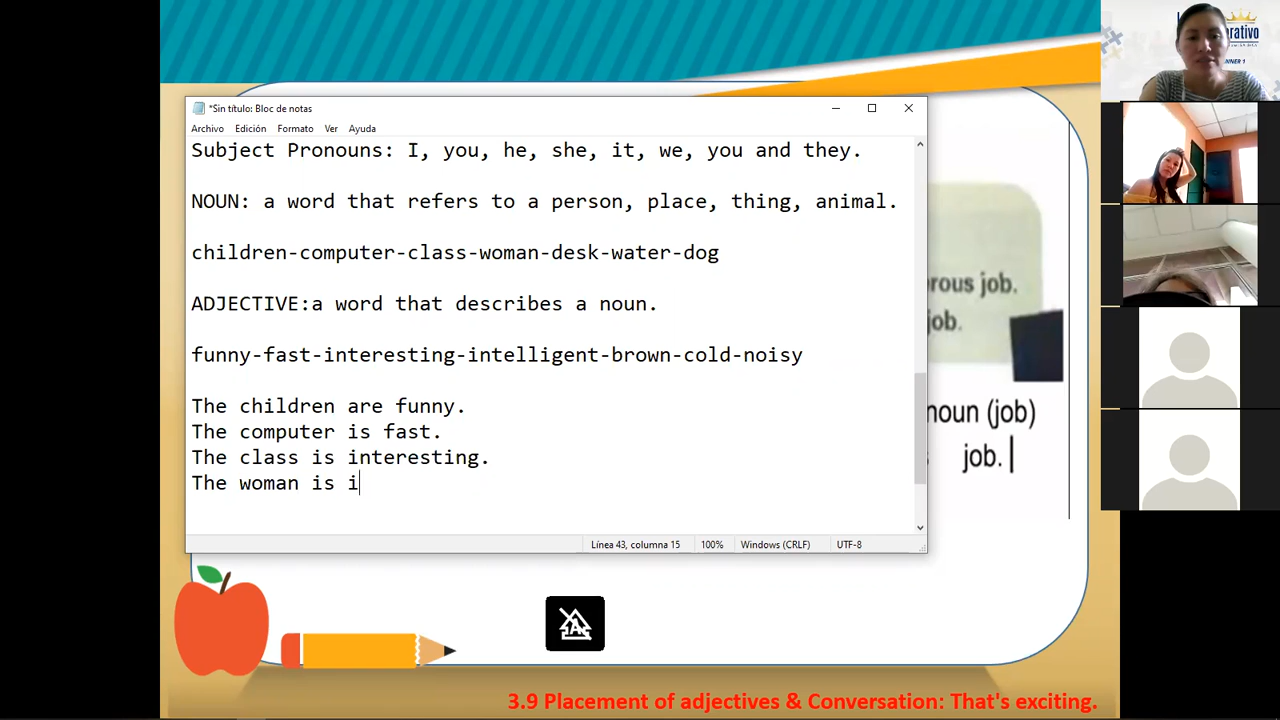 *Sin título: Bloc de notas
Archivo Edición Formato Ver Ayuda
Subject Pronouns: I, you, he, she, it, we, you and they.
NOUN: a word that refers to a person, place, thing, animal.
children-computer-class-woman-desk-water-dog
ADJECTIVE:a word that describes a noun.
funny-fast-interesting-intelligent-brown-cold-noisy
The children are funny.
The computer is fast.
The class is interesting.
The woman is i
Línea 43, columna 15 100% Windows (CRLF) UTF-8
rous job.
job.
noun (job)
job.
3.9 Placement of adjectives & Conversation: That's exciting.
rativo
NNER 1